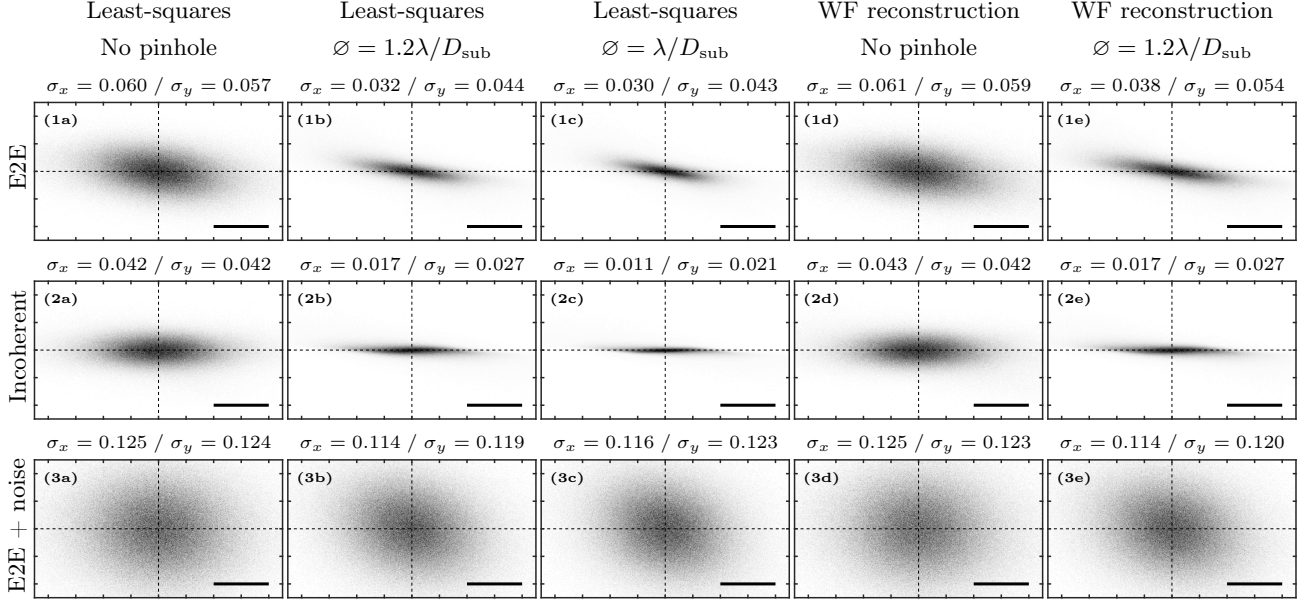 Least-squares Least-squares Least-squares WF reconstruction WF reconstruction
No pinhole ∅ = 1.2λ/D_sub ∅ = λ/D_sub No pinhole ∅ = 1.2λ/D_sub
σ_x = 0.060 / σ_y = 0.057 σ_x = 0.032 / σ_y = 0.044 σ_x = 0.030 / σ_y = 0.043 σ_x = 0.061 / σ_y = 0.059 σ_x = 0.038 / σ_y = 0.054
E2E (1a) (1b) (1c) (1d) (1e)
σ_x = 0.042 / σ_y = 0.042 σ_x = 0.017 / σ_y = 0.027 σ_x = 0.011 / σ_y = 0.021 σ_x = 0.043 / σ_y = 0.042 σ_x = 0.017 / σ_y = 0.027
Incoherent (2a) (2b) (2c) (2d) (2e)
σ_x = 0.125 / σ_y = 0.124 σ_x = 0.114 / σ_y = 0.119 σ_x = 0.116 / σ_y = 0.123 σ_x = 0.125 / σ_y = 0.123 σ_x = 0.114 / σ_y = 0.120
E2E + noise (3a) (3b) (3c) (3d) (3e)